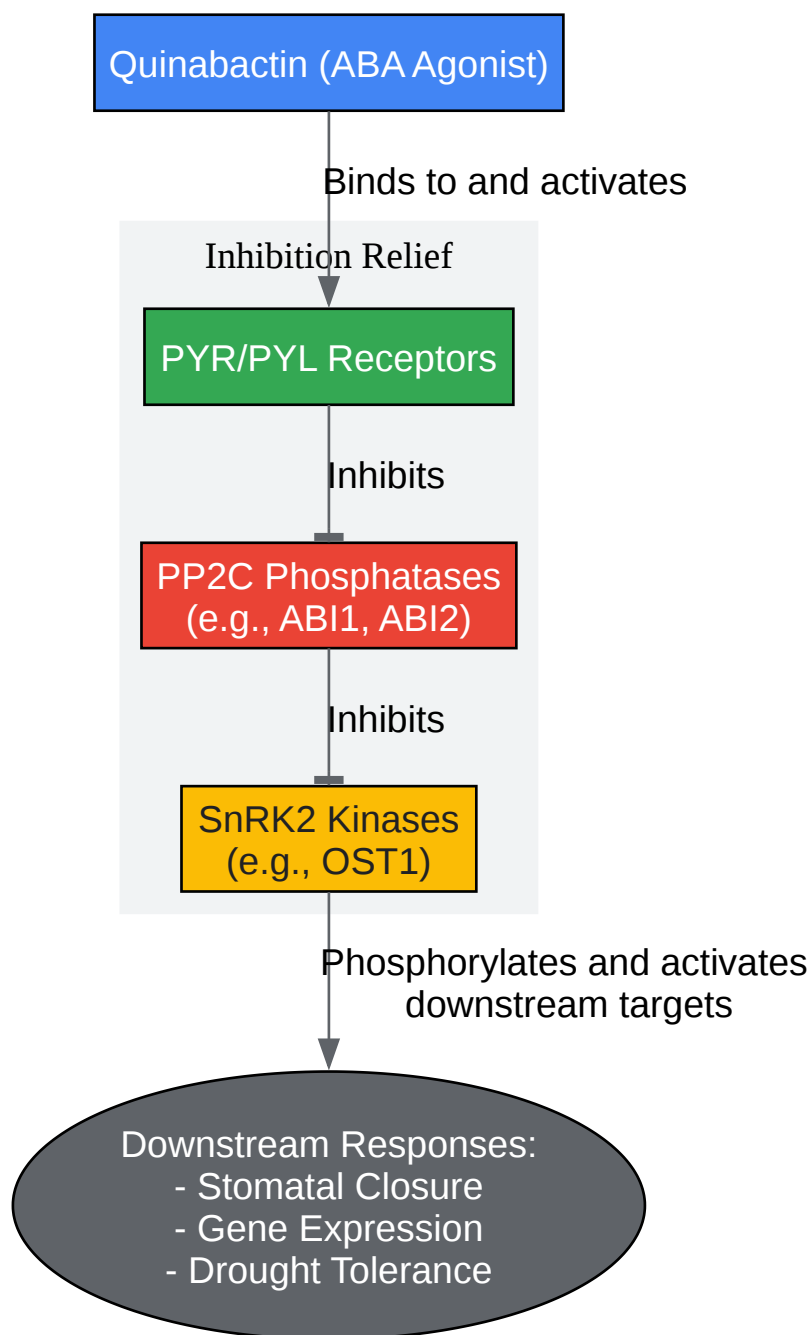 Quinabactin (ABA Agonist)
Binds to and activates
Inhibition Relief
PYR/PYL Receptors
Inhibits
PP2C Phosphatases
(e.g., ABI1, ABI2)
Inhibits
SnRK2 Kinases
(e.g., OST1)
Phosphorylates and activates
downstream targets
Downstream Responses:
- Stomatal Closure
- Gene Expression
- Drought Tolerance